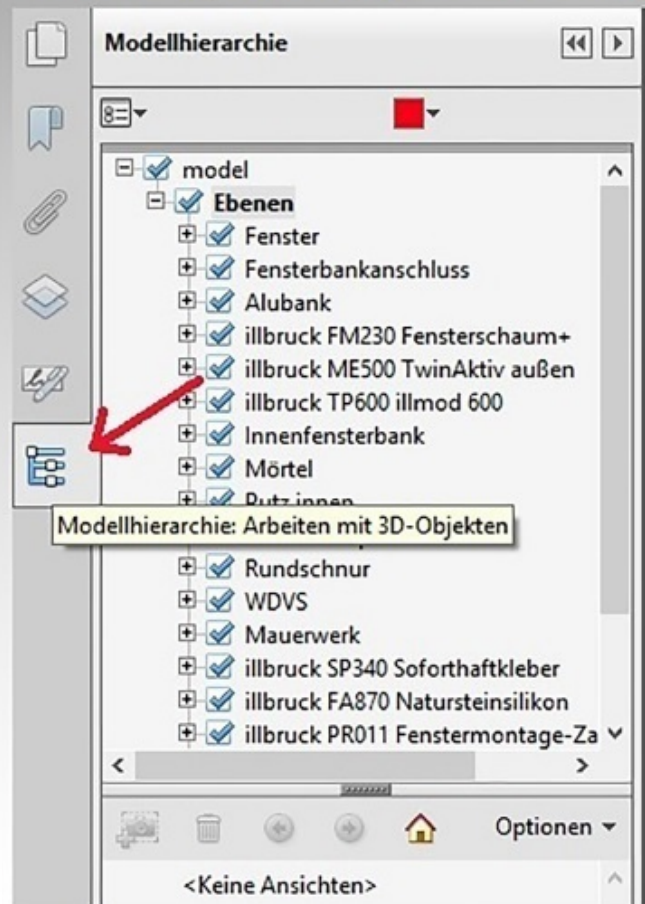 Modellhierarchie
model
Ebenen
Fenster
Fensterbankanschluss
Alubank
illbruck FM230 Fensterschaum+
illbruck ME500 TwinAktiv außen
illbruck TP600 illmod 600
Innenfensterbank
Mörtel
Putz innen
Modellhierarchie: Arbeiten mit 3D-Objekten
Rundschnur
WDVS
Mauerwerk
illbruck SP340 Soforthaftkleber
illbruck FA870 Natursteinsilikon
illbruck PR011 Fenstermontage-Za
Optionen
<Keine Ansichten>